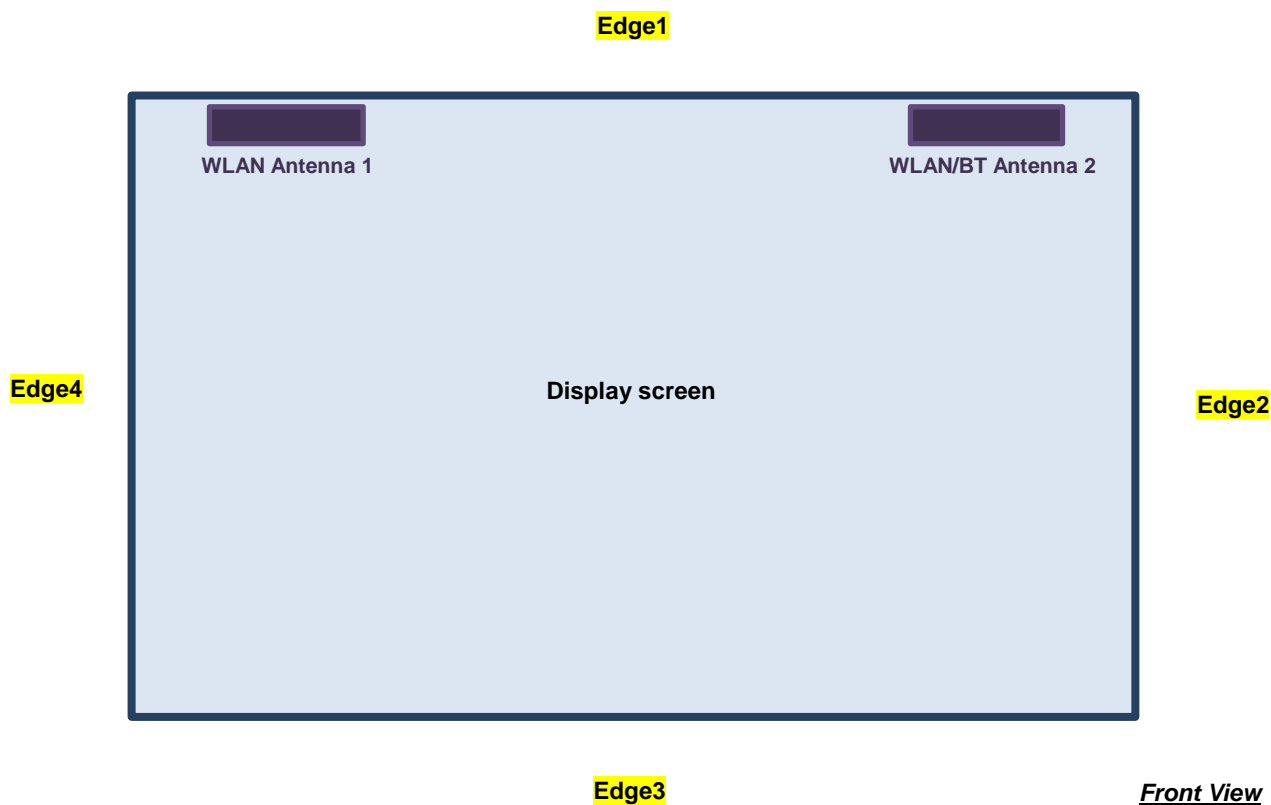 Edge1
WLAN Antenna 1
WLAN/BT Antenna 2
Edge4
Display screen
Edge2
Edge3
Front View